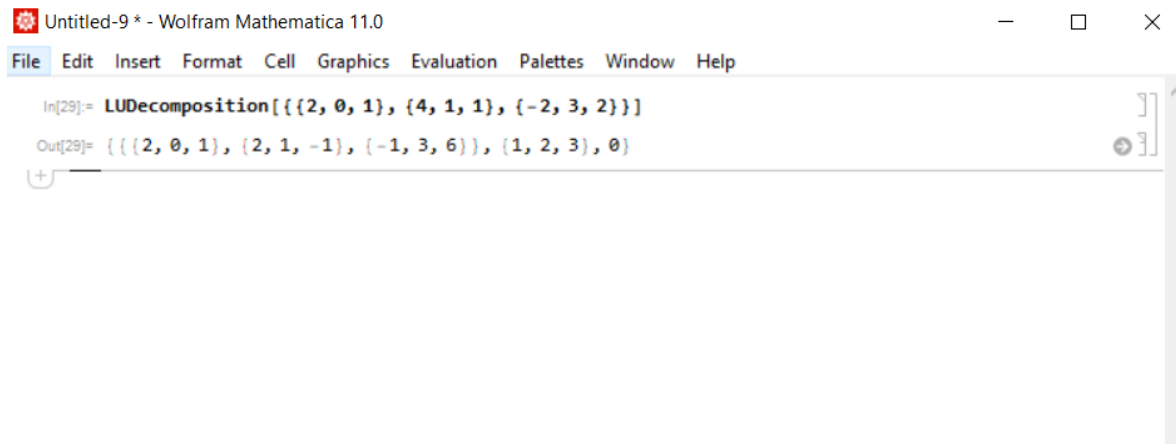 Untitled-9 * - Wolfram Mathematica 11.0
File Edit Insert Format Cell Graphics Evaluation Palettes Window Help
In[29]:= LUDecomposition[{{2, 0, 1}, {4, 1, 1}, {-2, 3, 2}}]
Out[29]= {{{2, 0, 1}, {2, 1, -1}, {-1, 3, 6}}, {1, 2, 3}, 0}